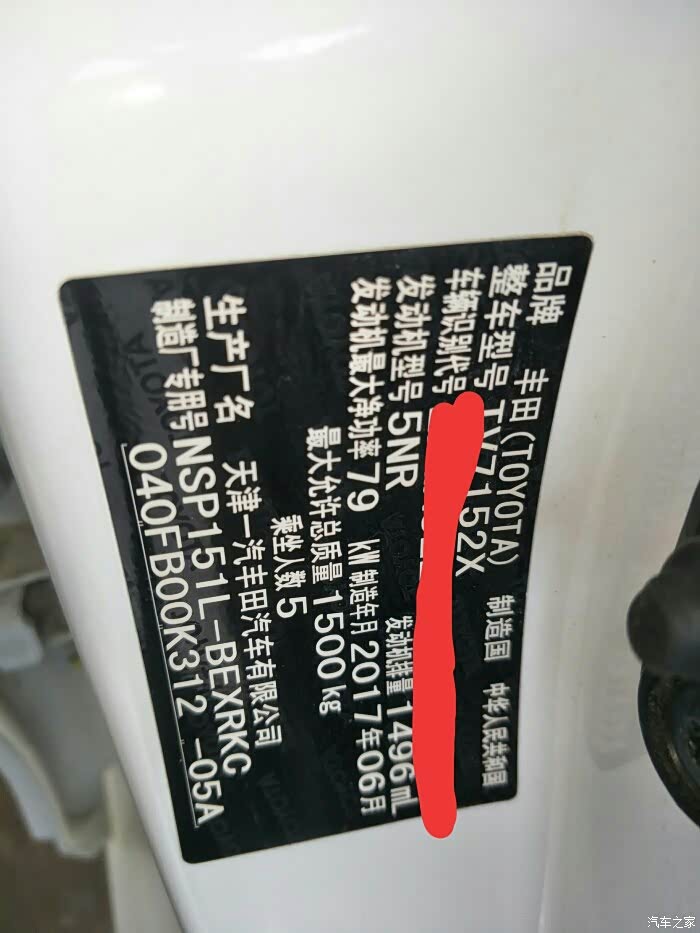 品牌 丰田(TOYOTA) 制造国 中华人民共和国
整车型号 TV7152X
车辆识别代号
发动机型号 5NR 发动机排量 1496mL
发动机最大净功率 79 kW 制造年月 2017年06月
最大允许总质量 1500kg
乘坐人数 5
生产厂名 天津一汽丰田汽车有限公司
制造厂专用号 NSP151L-BEXRKC
040FB00K312 -05A
汽车之家